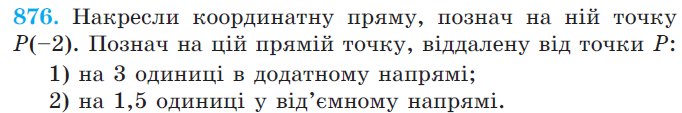 876. Накресли координатну пряму, познач на ній точку
P(−2). Познач на цій прямій точку, віддалену від точки P:
1) на 3 одиниці в додатному напрямі;
2) на 1,5 одиниці у від’ємному напрямі.